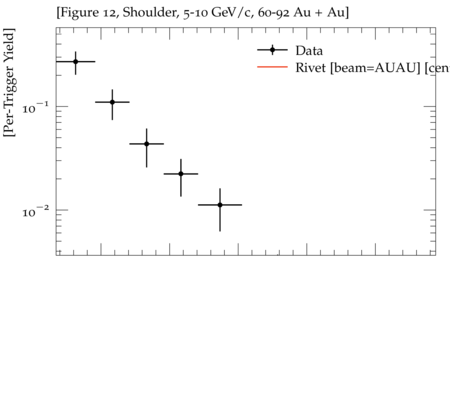 [Figure 12, Shoulder, 5-10 GeV/c, 60-92 Au + Au]
[Per-Trigger Yield]
Data
Rivet [beam=AUAU] [cen
10⁻¹
10⁻²